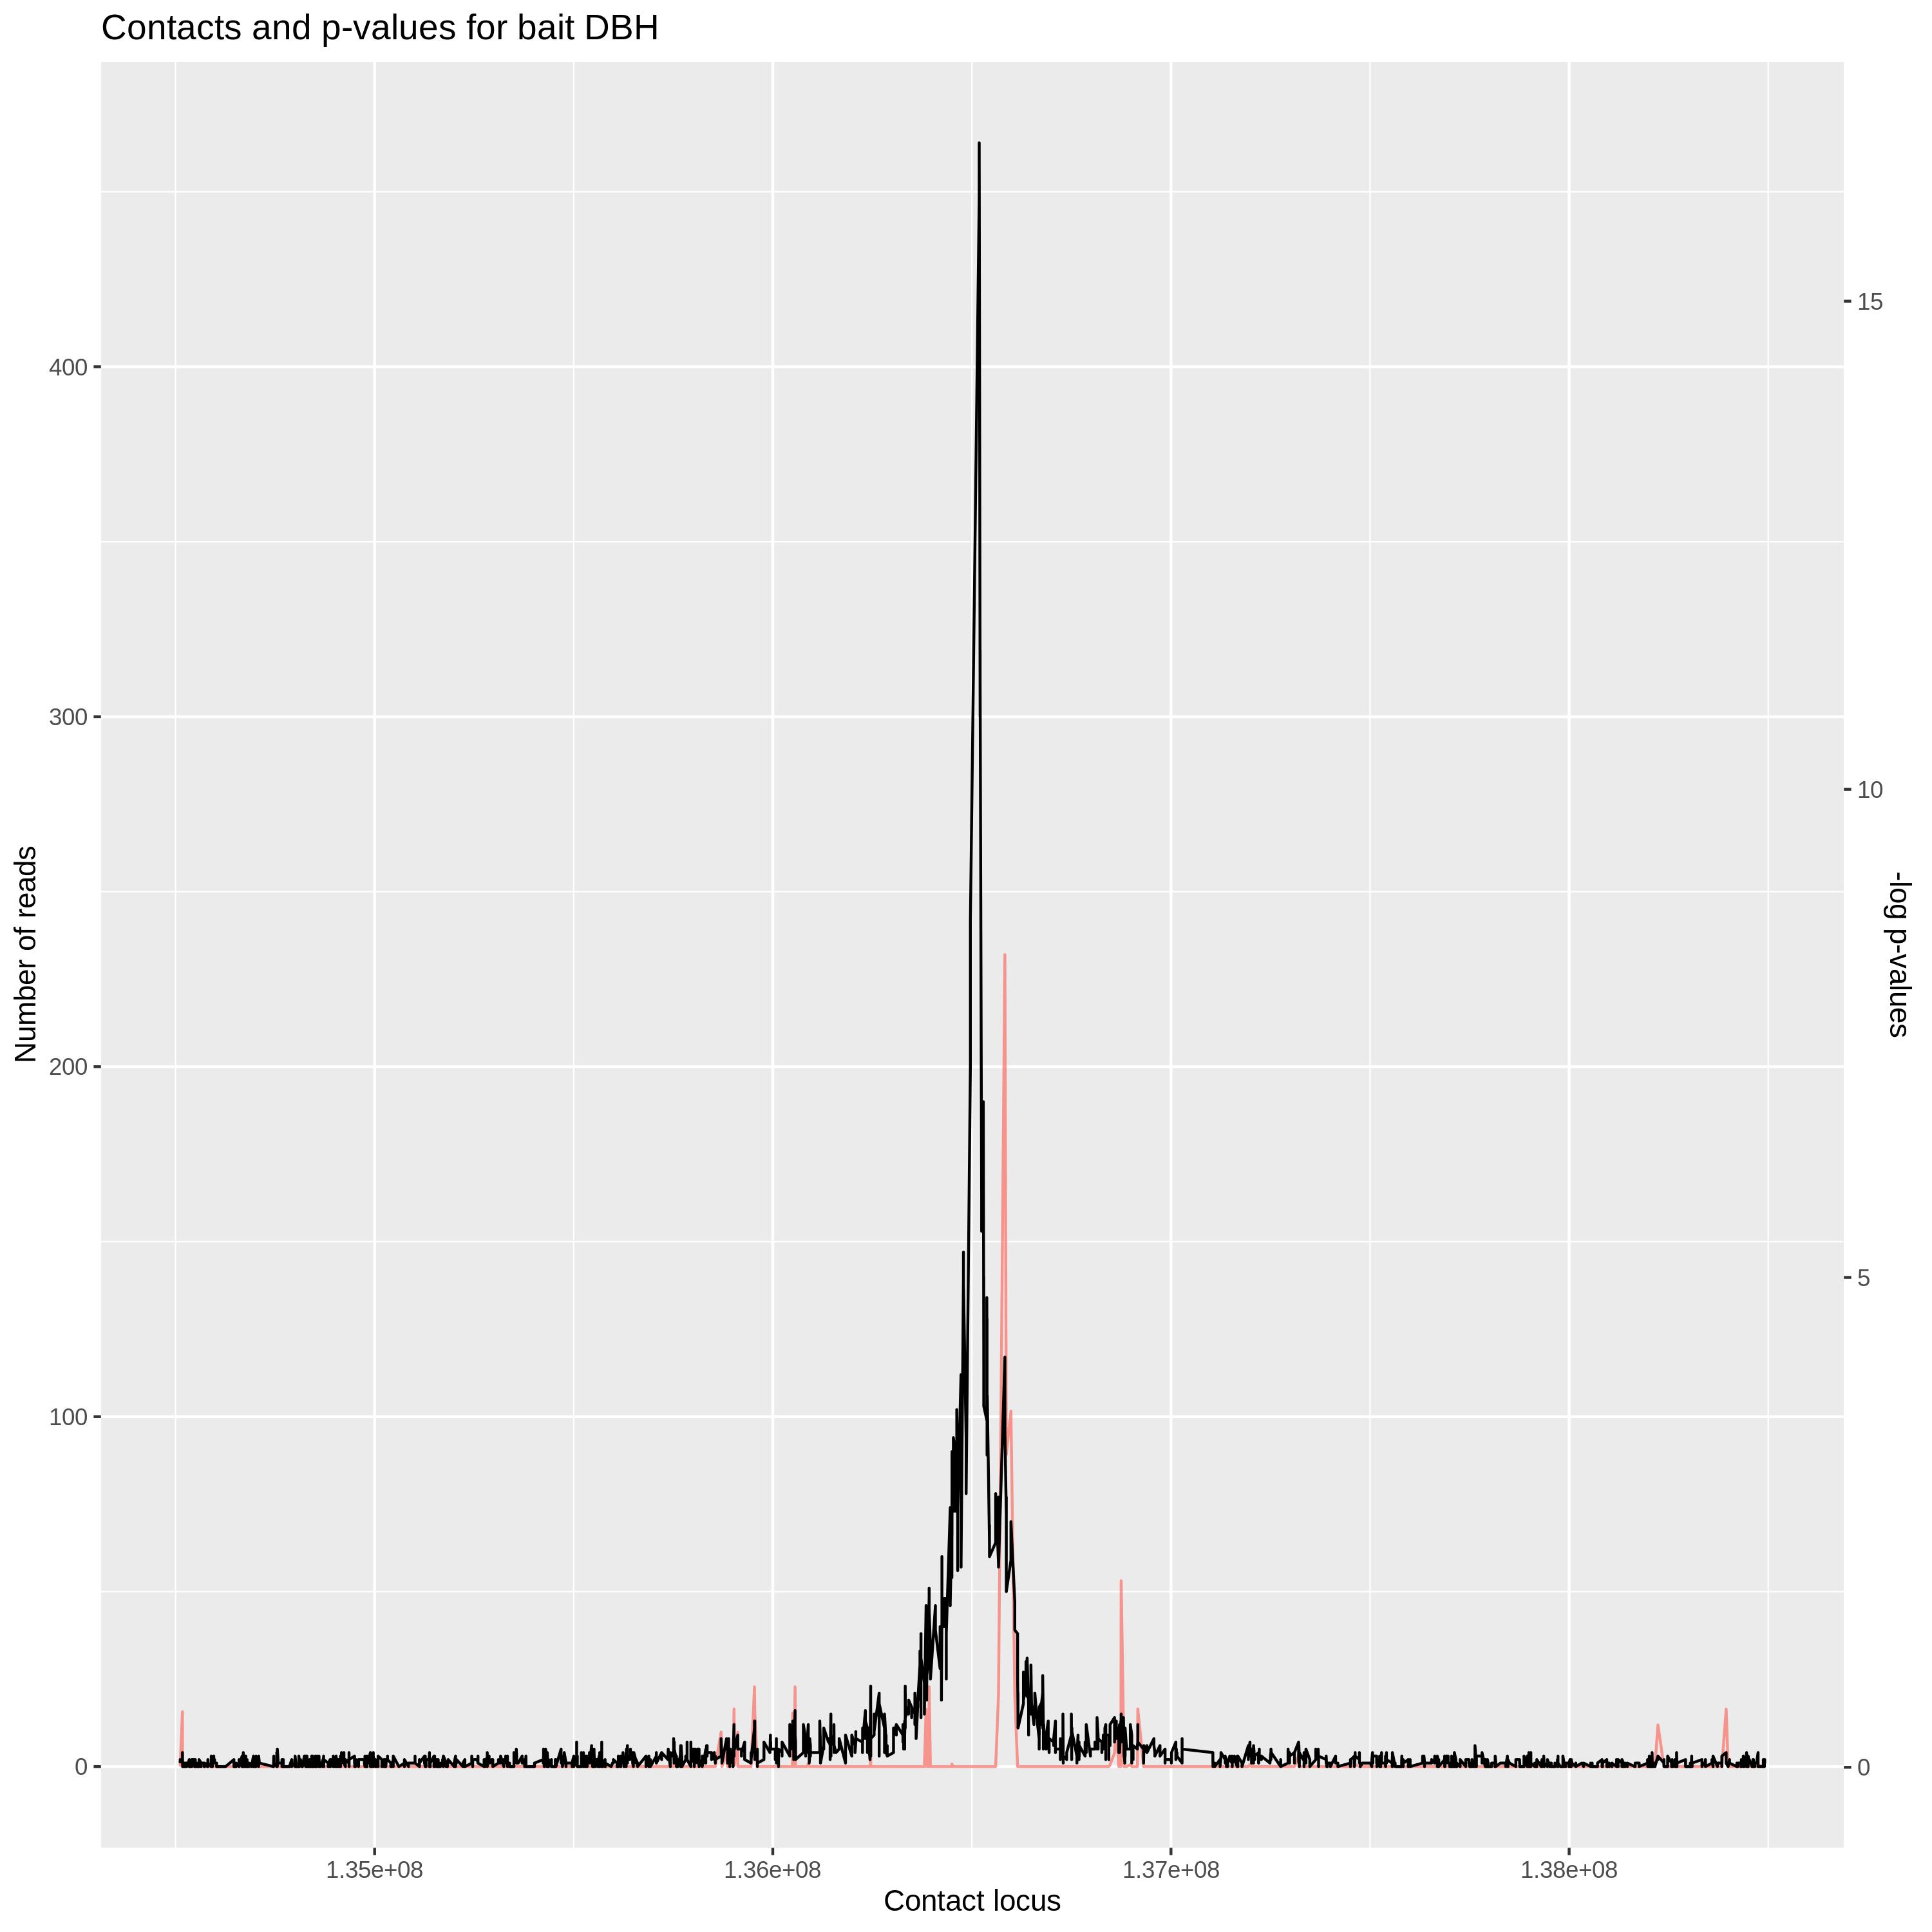 Contacts and p-values for bait DBH
Number of reads
400
300
200
100
0
15
10
5
0
-log p-values
1.35e+08 1.36e+08 1.37e+08 1.38e+08
Contact locus